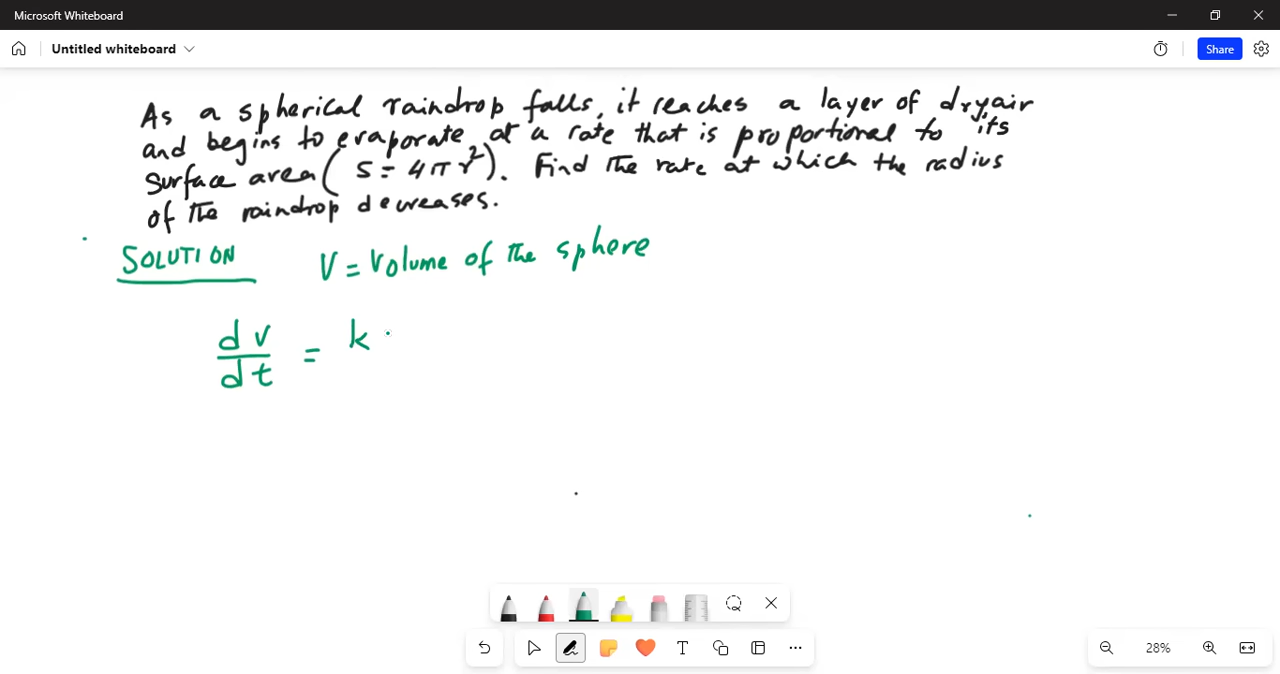 Microsoft Whiteboard
Untitled whiteboard
Share
As a spherical raindrop falls, it reaches a layer of dry air
and begins to evaporate at a rate that is proportional to its
surface area (S = 4πr²). Find the rate at which the radius
of the raindrop decreases.
SOLUTION V = Volume of the sphere
dv/dt = k
T
28%